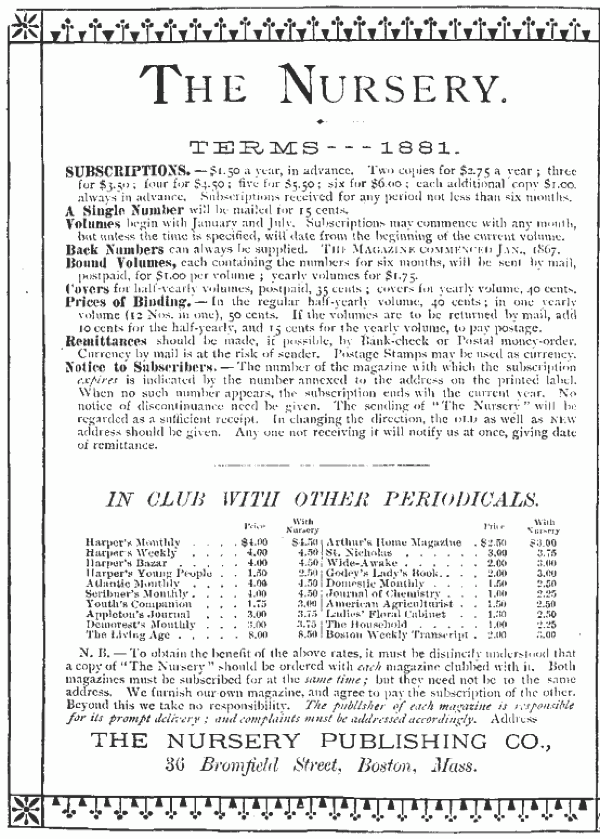 THE NURSERY.
TERMS---1881.
SUBSCRIPTIONS.—$1.50 a year, in advance. Two copies for $2.75 a year; three
for $3.50; four for $4.50; five for $5.50; six for $6.00; each additional copy $1.00.
always in advance. Subscriptions received for any period not less than six months.
A Single Number will be mailed for 15 cents.
Volumes begin with January and July. Subscriptions may commence with any month,
but unless the time is specified, will date from the beginning of the current volume.
Back Numbers can always be supplied. THE MAGAZINE COMMENCED JAN., 1867.
Bound Volumes, each containing the numbers for six months, will be sent by mail,
postpaid, for $1.00 per volume; yearly volumes for $1.75.
Covers for half-yearly volumes, postpaid, 35 cents; covers for yearly volume, 40 cents.
Prices of Binding.—In the regular half-yearly volume, 40 cents; in one yearly
volume (12 Nos. in one), 50 cents. If the volumes are to be returned by mail, add
10 cents for the half-yearly, and 15 cents for the yearly volume, to pay postage.
Remittances should be made, if possible, by Bank-check or Postal money-order.
Currency by mail is at the risk of sender. Postage Stamps may be used as currency.
Notice to Subscribers.—The number of the magazine with which the subscription
expires is indicated by the number annexed to the address on the printed label.
When no such number appears, the subscription ends wih the current year. No
notice of discontinuance need be given. The sending of "The Nursery" will be
regarded as a sufficient receipt. In changing the direction, the OLD as well as NEW
address should be given. Any one not receiving it will notify us at once, giving date
of remittance.
IN CLUB WITH OTHER PERIODICALS.
Price With Nursery Price With Nursery
Harper's Monthly . . . . $4.00 $4.50 Arthur's Home Magazine . $2.50 $3.00
Harper's Weekly . . . . 4.00 4.50 St. Nicholas . . . . . . 3.00 3.75
Harper's Bazar . . . . 4.00 4.50 Wide-Awake . . . . . . 2.00 3.00
Harper's Young People . . 1.50 2.50 Godey's Lady's Book. . . . 2.00 3.00
Atlantic Monthly . . . . 4.00 4.50 Domestic Monthly . . . . 1.50 2.50
Scribner's Monthly . . . . 4.00 4.50 Journal of Chemistry . . . 1.00 2.25
Youth's Companion . . . 1.75 3.00 American Agriculturist . . 1.50 2.50
Appleton's Journal . . . 3.00 3.75 Ladies' Floral Cabinet . . 1.30 2.50
Demorest's Monthly . . . 3.00 3.75 The Household . . . . . 1.00 2.25
The Living Age . . . . . 8.00 8.50 Boston Weekly Transcript . 2.00 3.00
N. B.—To obtain the benefit of the above rates, it must be distinctly understood that
a copy of "The Nursery" should be ordered with each magazine clubbed with it. Both
magazines must be subscribed for at the same time; but they need not be to the same
address. We furnish our own magazine, and agree to pay the subscription of the other.
Beyond this we take no responsibility. The publisher of each magazine is responsible
for its prompt delivery; and complaints must be addressed accordingly. Address
THE NURSERY PUBLISHING CO.,
36 Bromfield Street, Boston, Mass.